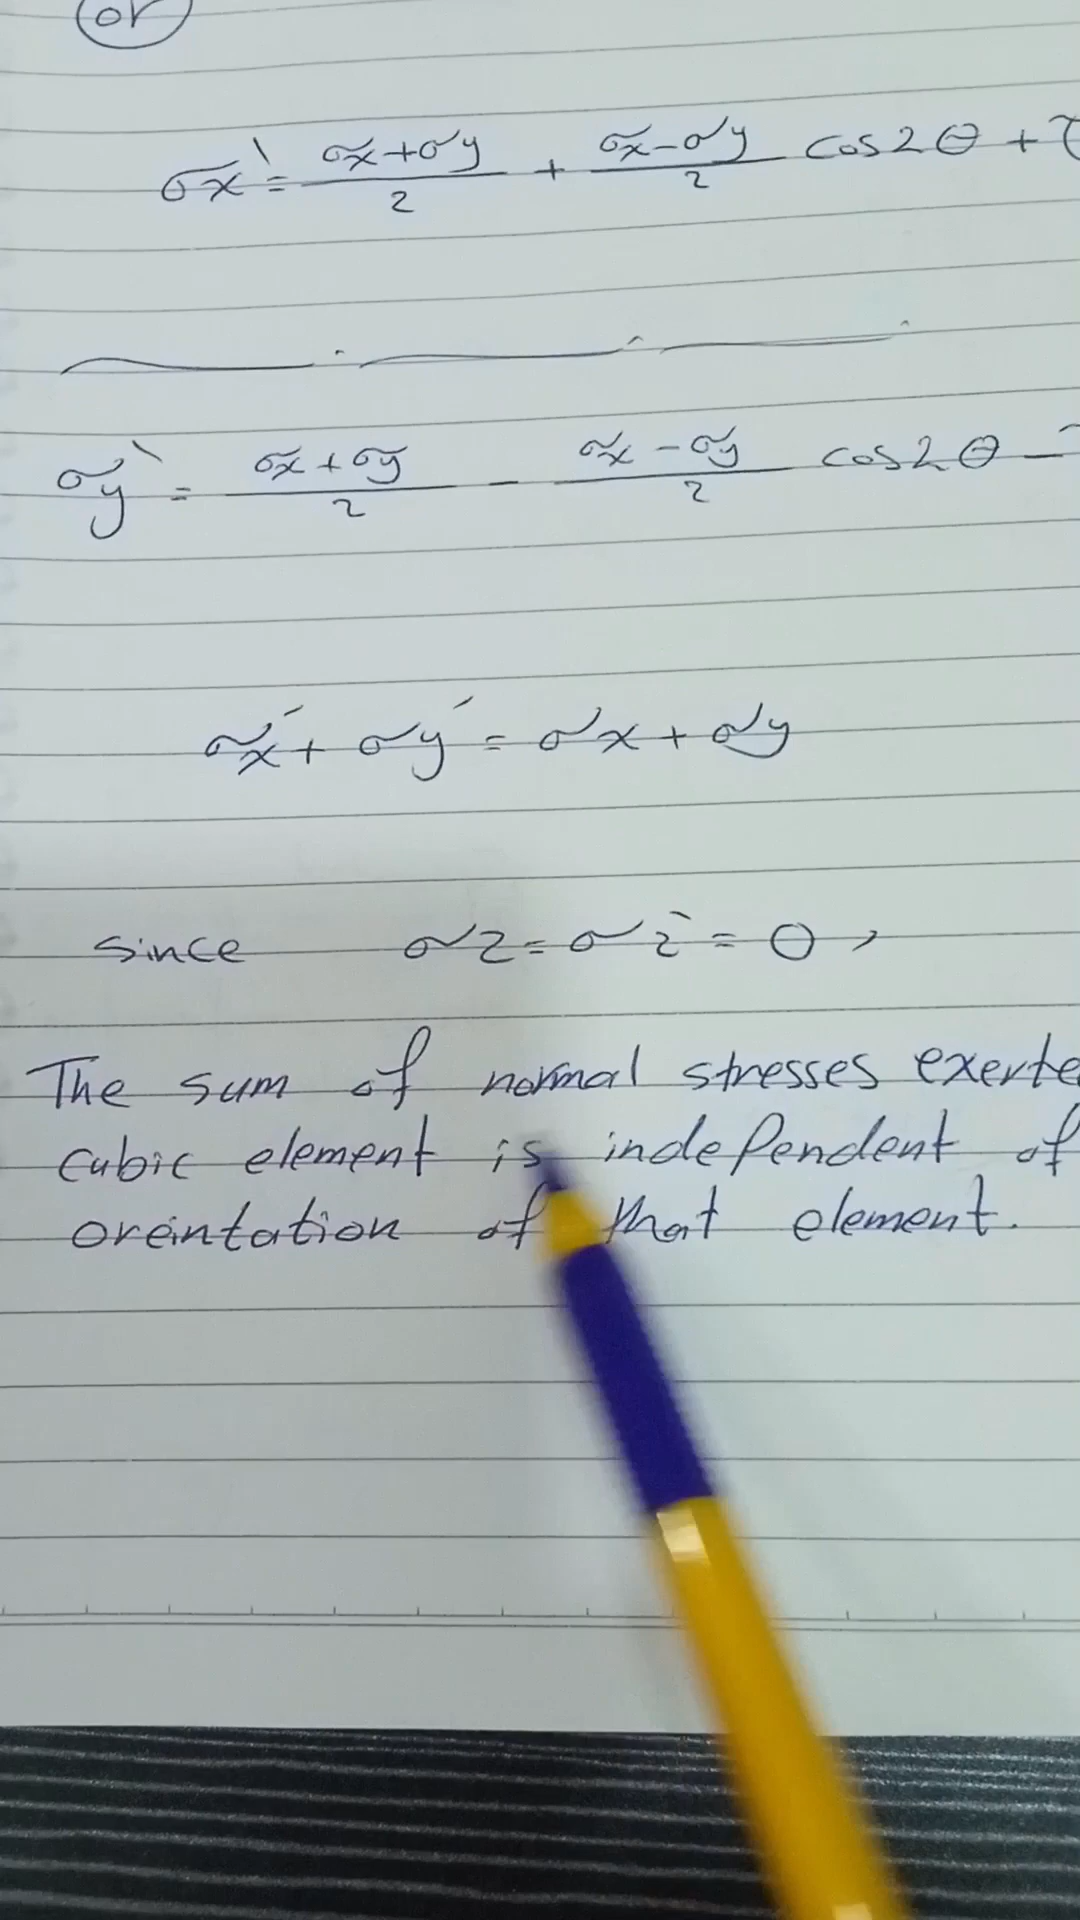 or
σx' = σx+σy/2 + σx-σy/2 cos2θ + τ
σy' = σx+σy/2 - σx-σy/2 cos2θ -
σx' + σy' = σx + σy
since σz = σz' = 0,
The sum of normal stresses exerte
cubic element is independent of
oreintation of that element.